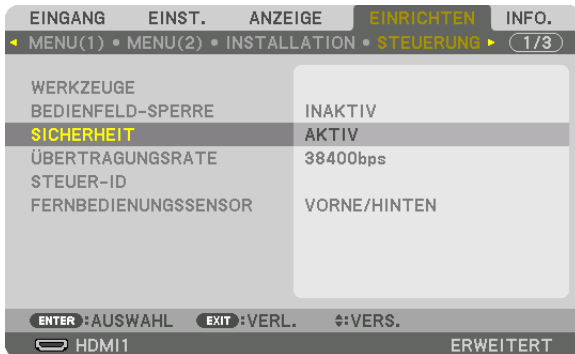 EINGANG EINST. ANZEIGE EINRICHTEN INFO.
MENU(1) • MENU(2) • INSTALLATION • STEUERUNG 1/3
WERKZEUGE
BEDIENFELD-SPERRE INAKTIV
SICHERHEIT AKTIV
ÜBERTRAGUNGSRATE 38400bps
STEUER-ID
FERNBEDIENUNGSSENSOR VORNE/HINTEN
ENTER :AUSWAHL EXIT :VERL. :VERS.
HDMI1 ERWEITERT